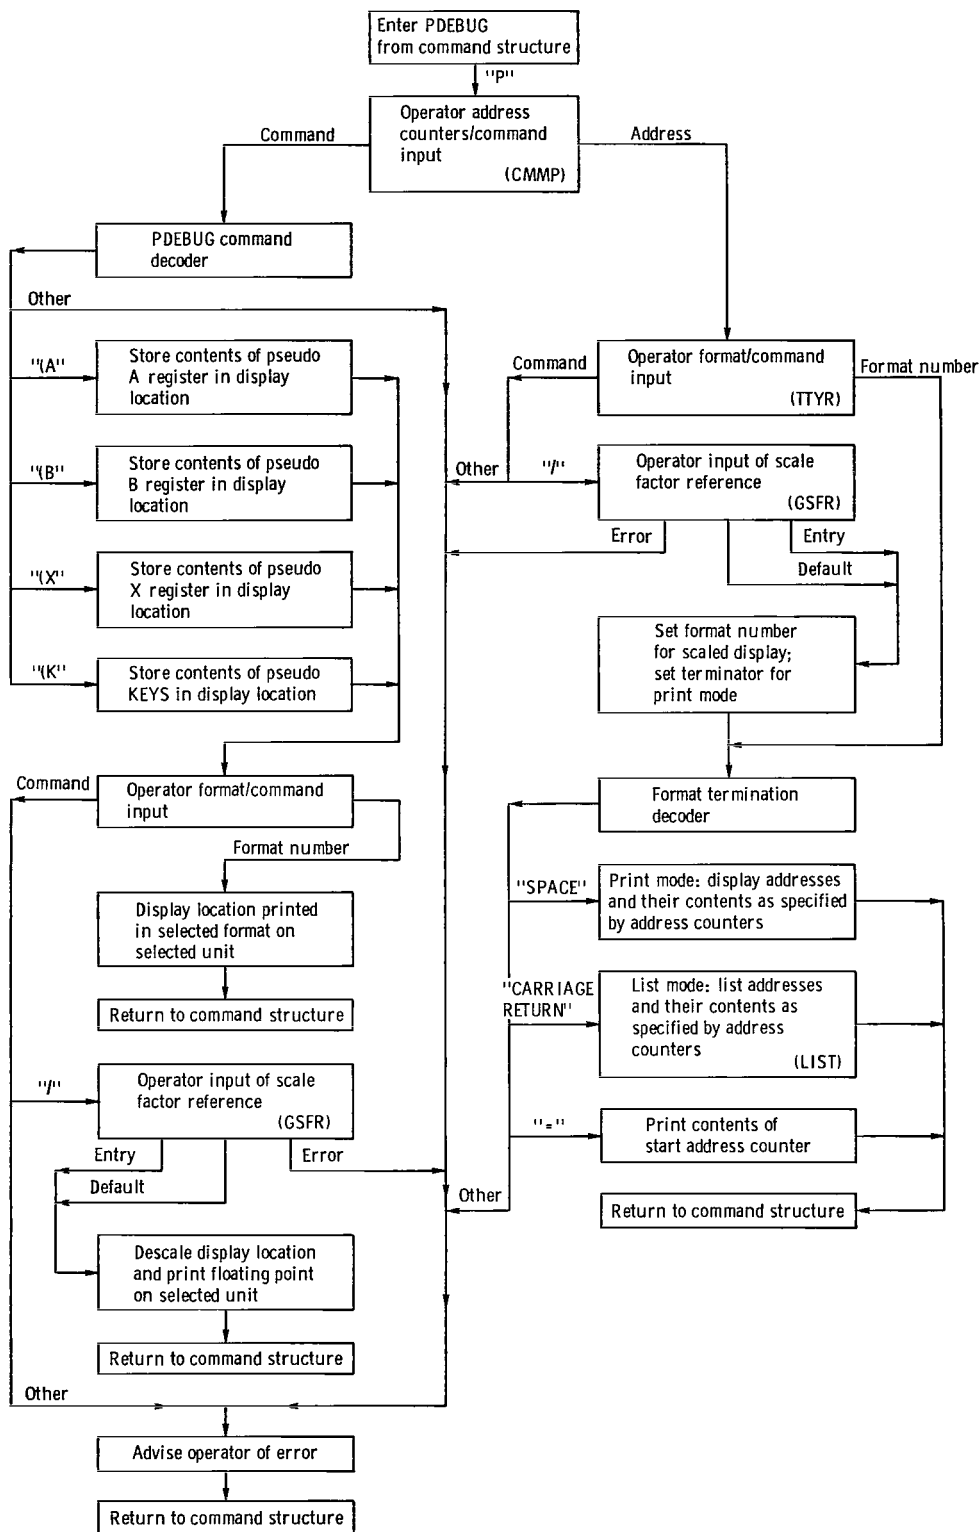 Enter PDEBUG
from command structure
"P"
Operator address
counters/command
input
(CMMP)
Command
Address
PDEBUG command
decoder
Other
"(A"
Store contents of pseudo
A register in display
location
"(B"
Store contents of pseudo
B register in display
location
"(X"
Store contents of pseudo
X register in display
location
"(K"
Store contents of pseudo
KEYS in display location
Command
Operator format/command
input
Format number
Display location printed
in selected format on
selected unit
Return to command structure
"/"
Operator input of scale
factor reference
(GSFR)
Entry
Default
Error
Descale display location
and print floating point
on selected unit
Return to command structure
Other
Advise operator of error
Return to command structure
Operator format/command
input
(TTYR)
Command
Format number
Other
"/"
Operator input of scale
factor reference
(GSFR)
Error
Entry
Default
Set format number
for scaled display;
set terminator for
print mode
Format termination
decoder
"SPACE"
Print mode: display addresses
and their contents as specified
by address counters
"CARRIAGE
RETURN"
List mode: list addresses
and their contents as
specified by address
counters
(LIST)
"="
Print contents of
start address counter
Other
Return to command structure